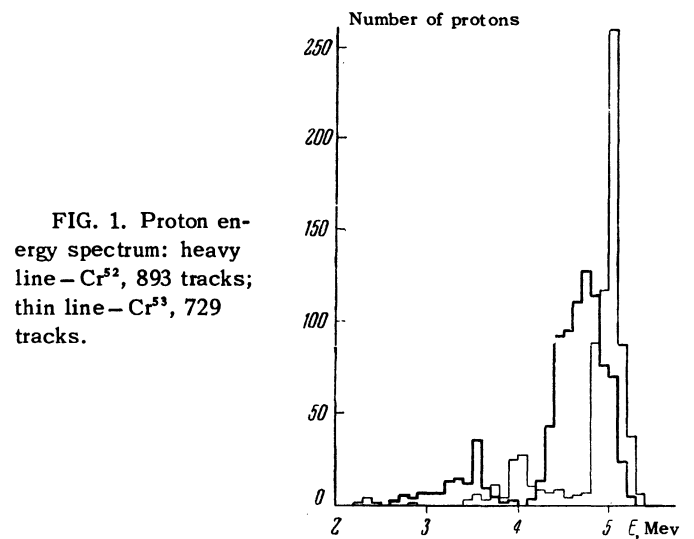 Number of protons
250
200
150
100
50
0
2 3 4 5 E, Mev
FIG. 1. Proton en-
ergy spectrum: heavy
line – Cr⁵², 893 tracks;
thin line – Cr⁵³, 729
tracks.